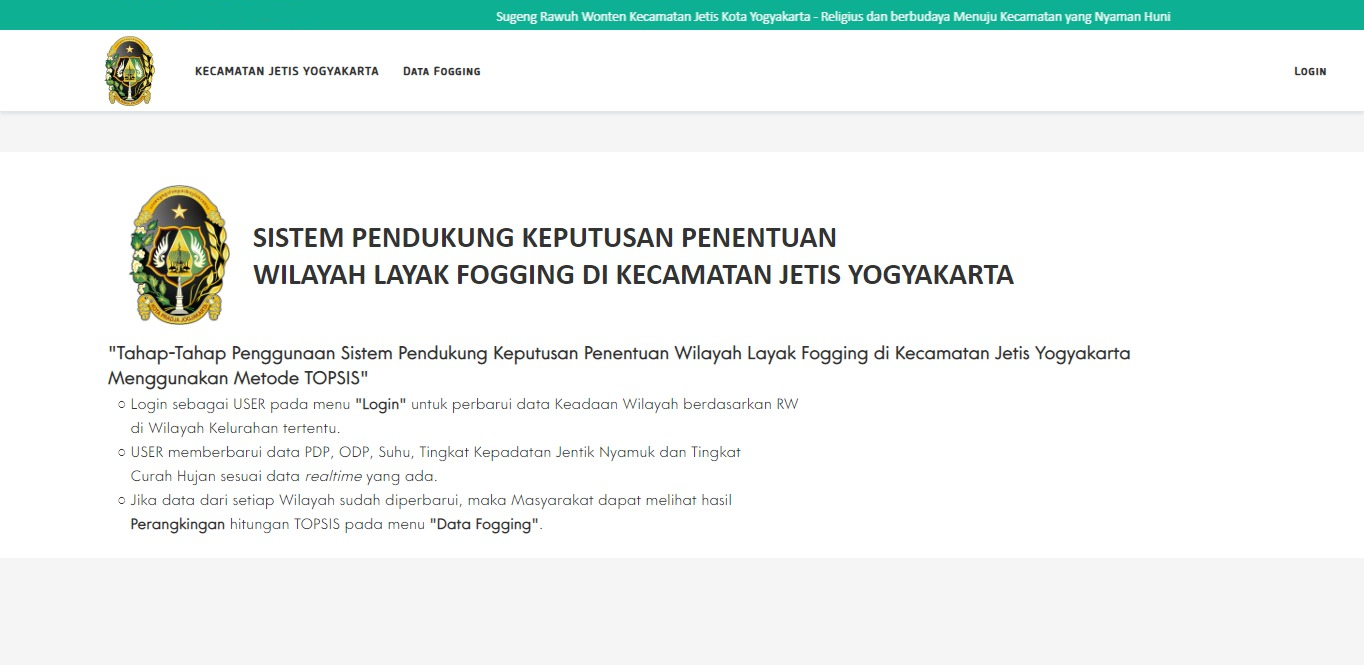 Sugeng Rawuh Wonten Kecamatan Jetis Kota Yogyakarta - Religius dan berbudaya Menuju Kecamatan yang Nyaman Huni
KECAMATAN JETIS YOGYAKARTA
DATA FOGGING
LOGIN
SISTEM PENDUKUNG KEPUTUSAN PENENTUAN
WILAYAH LAYAK FOGGING DI KECAMATAN JETIS YOGYAKARTA
"Tahap-Tahap Penggunaan Sistem Pendukung Keputusan Penentuan Wilayah Layak Fogging di Kecamatan Jetis Yogyakarta
Menggunakan Metode TOPSIS"
Login sebagai USER pada menu "Login" untuk perbarui data Keadaan Wilayah berdasarkan RW
di Wilayah Kelurahan tertentu.
USER memberbarui data PDP, ODP, Suhu, Tingkat Kepadatan Jentik Nyamuk dan Tingkat
Curah Hujan sesuai data realtime yang ada.
Jika data dari setiap Wilayah sudah diperbarui, maka Masyarakat dapat melihat hasil
Perangkingan hitungan TOPSIS pada menu "Data Fogging".